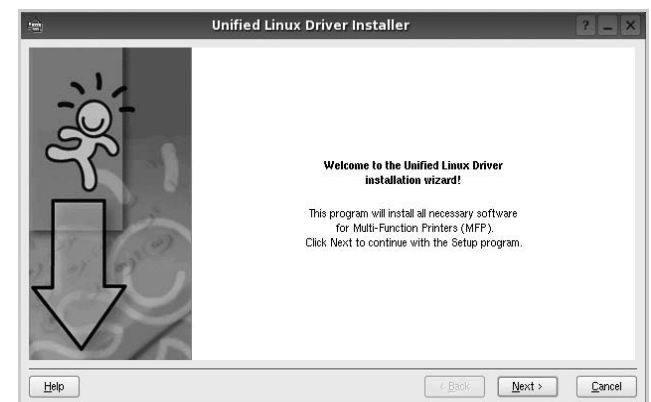 Unified Linux Driver Installer
Welcome to the Unified Linux Driver
installation wizard!
This program will install all necessary software
for Multi-Function Printers (MFP).
Click Next to continue with the Setup program.
Help
< Back
Next >
Cancel